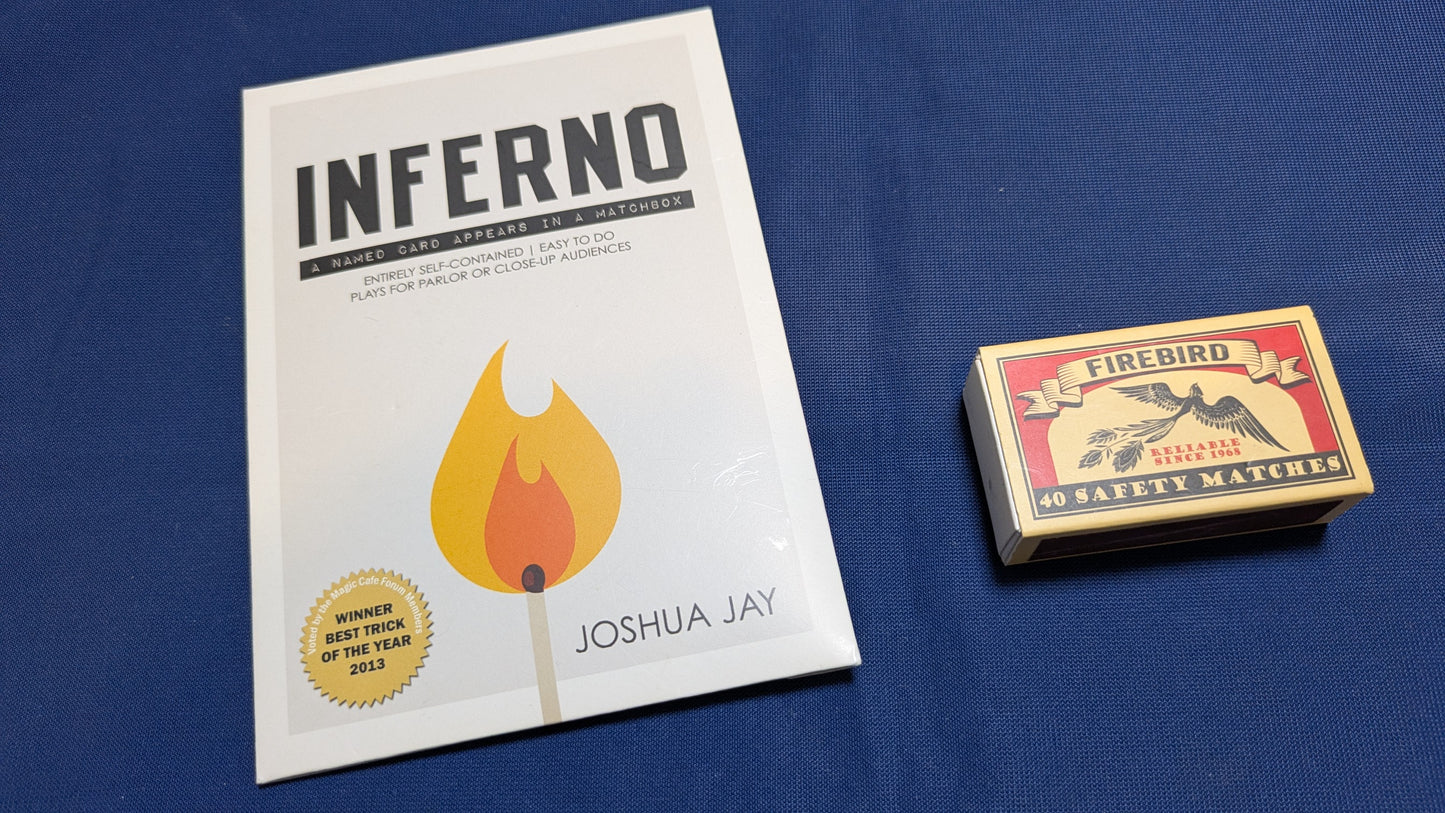 INFERNO
A NAMED CARD APPEARS IN A MATCHBOX
ENTIRELY SELF-CONTAINED | EASY TO DO
PLAYS FOR PARLOR OR CLOSE-UP AUDIENCES
Voted by the Magic Cafe Forum Members
WINNER
BEST TRICK
OF THE YEAR
2013
JOSHUA JAY
FIREBIRD
RELIABLE
SINCE 1968
40 SAFETY MATCHES